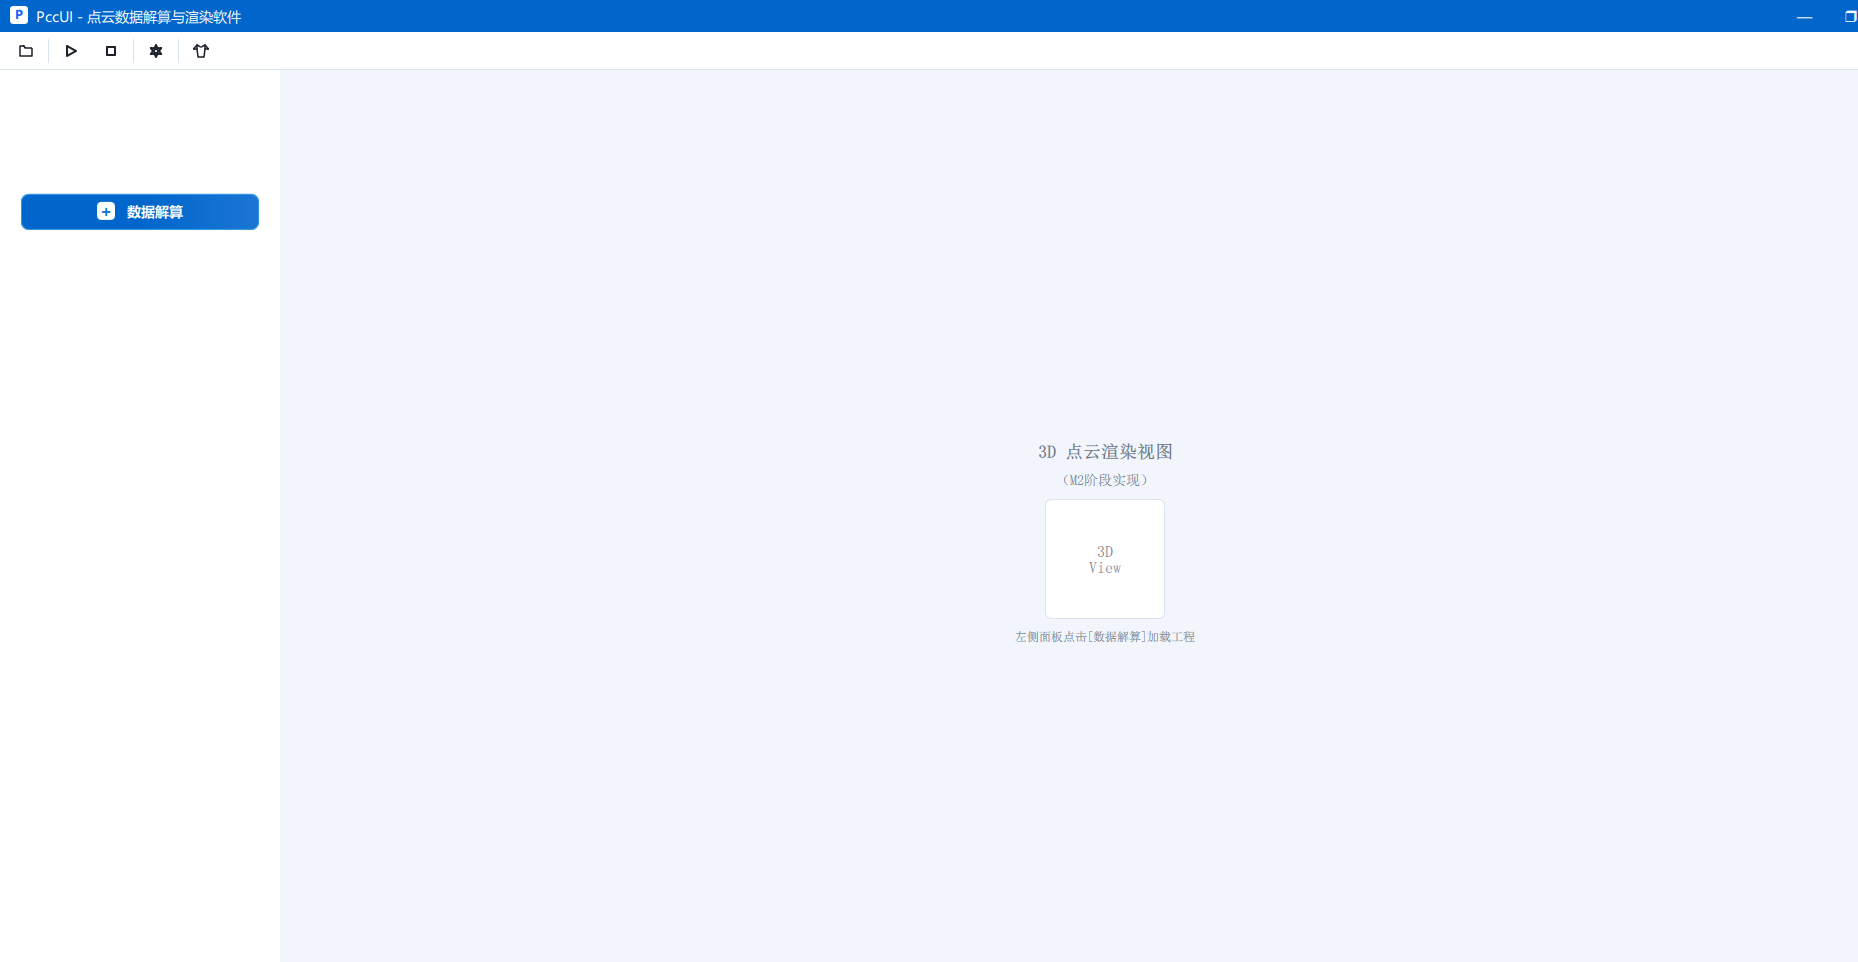 P PccUI - 点云数据解算与渲染软件
数据解算
3D 点云渲染视图
（M2阶段实现）
3D
View
左侧面板点击[数据解算]加载工程